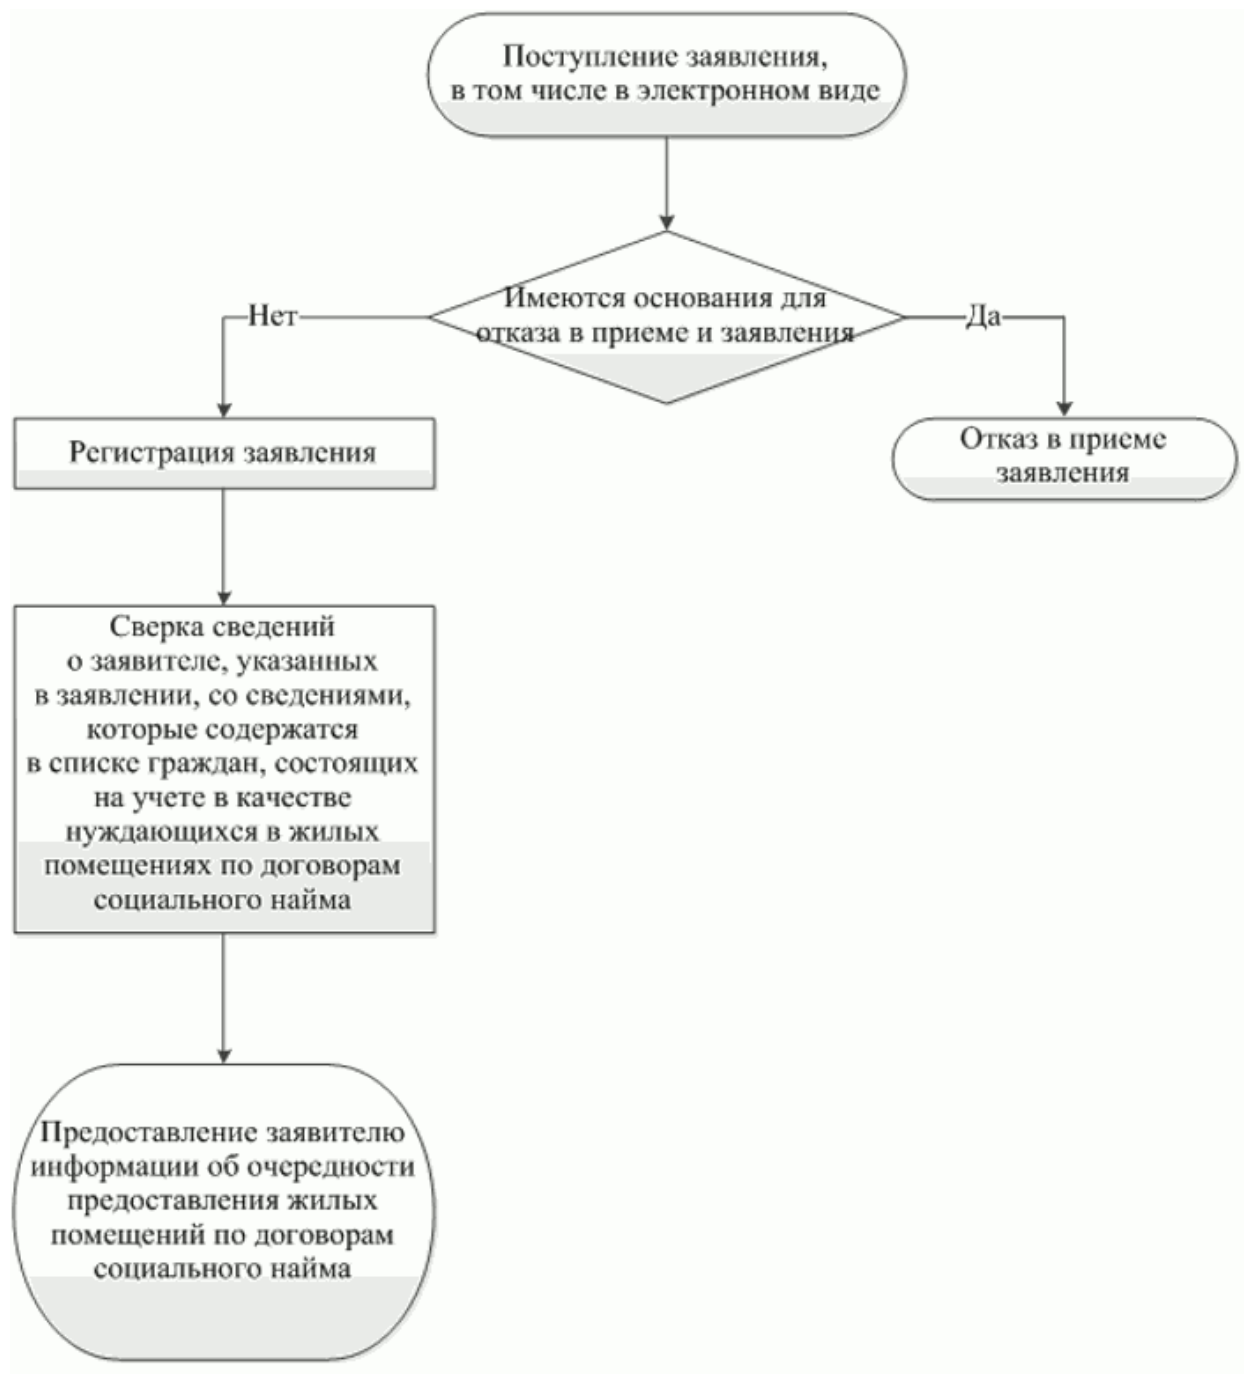 Поступление заявления,
в том числе в электронном виде
Имеются основания для
отказа в приеме и заявления
Нет
Да
Регистрация заявления
Отказ в приеме
заявления
Сверка сведений
о заявителе, указанных
в заявлении, со сведениями,
которые содержатся
в списке граждан, состоящих
на учете в качестве
нуждающихся в жилых
помещениях по договорам
социального найма
Предоставление заявителю
информации об очередности
предоставления жилых
помещений по договорам
социального найма